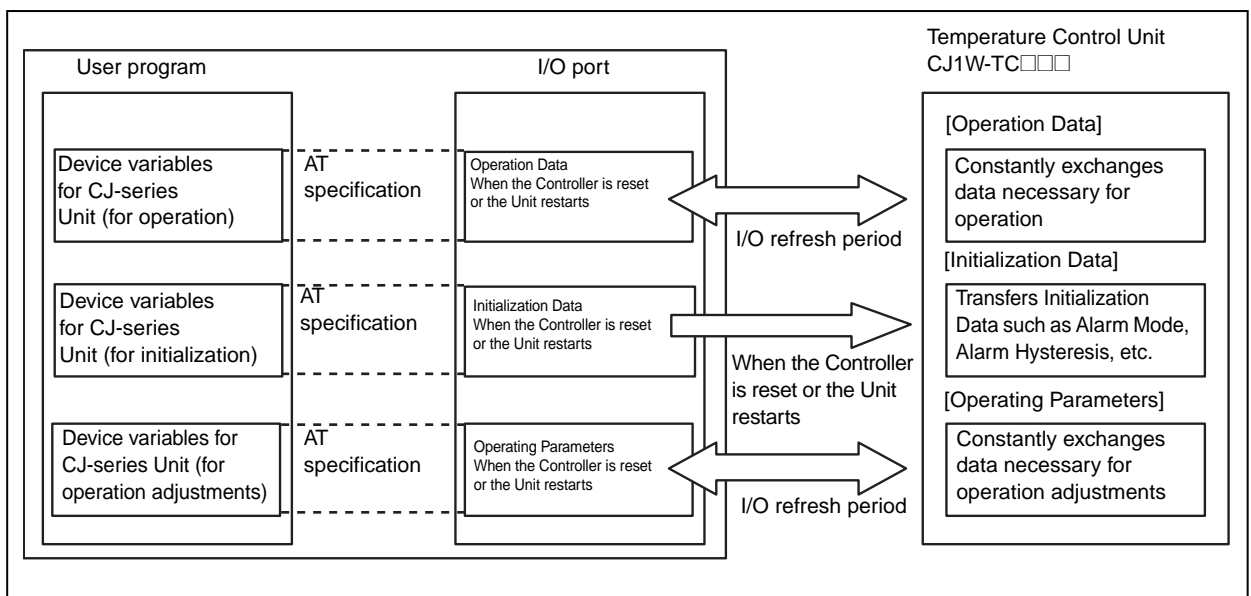 Temperature Control Unit
CJ1W-TC□□□
User program
I/O port
[Operation Data]
Device variables
for CJ-series
Unit (for operation)
AT
specification
Operation Data
When the Controller is reset
or the Unit restarts
I/O refresh period
Constantly exchanges
data necessary for
operation
[Initialization Data]
Device variables
for CJ-series
Unit (for initialization)
AT
specification
Initialization Data
When the Controller is reset
or the Unit restarts
When the Controller
is reset or the Unit
restarts
Transfers Initialization
Data such as Alarm Mode,
Alarm Hysteresis, etc.
[Operating Parameters]
Device variables for
CJ-series Unit (for
operation adjustments)
AT
specification
Operating Parameters
When the Controller is reset
or the Unit restarts
I/O refresh period
Constantly exchanges
data necessary for
operation adjustments